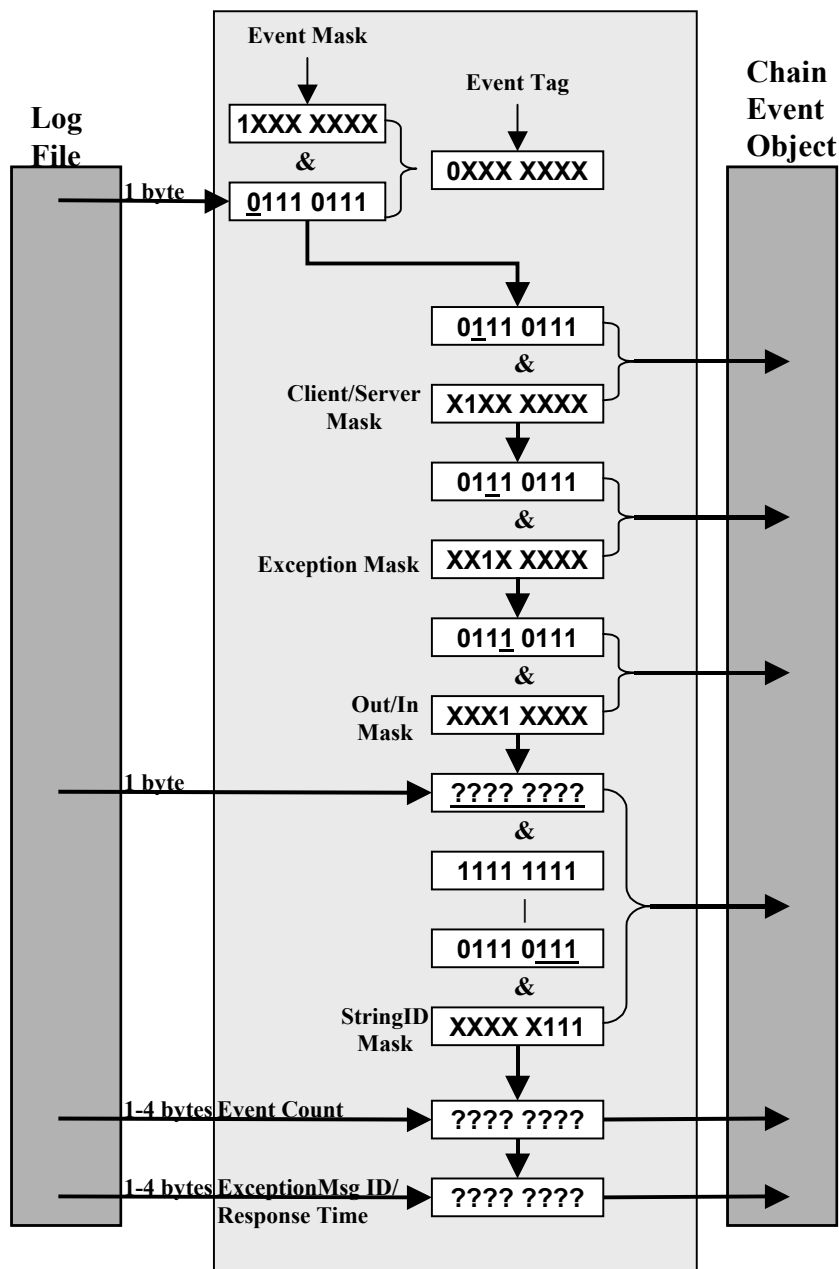 Event Mask
Event Tag
Chain
Event
Object
Log
File
1XXX XXXX
&
0XXX XXXX
1 byte
0111 0111
0111 0111
&
Client/Server
Mask
X1XX XXXX
0111 0111
&
Exception Mask
XX1X XXXX
0111 0111
&
Out/In
Mask
XXX1 XXXX
1 byte
???? ????
&
1111 1111
|
0111 0111
&
StringID
Mask
XXXX X111
1-4 bytes Event Count
???? ????
1-4 bytes ExceptionMsg ID/
Response Time
???? ????